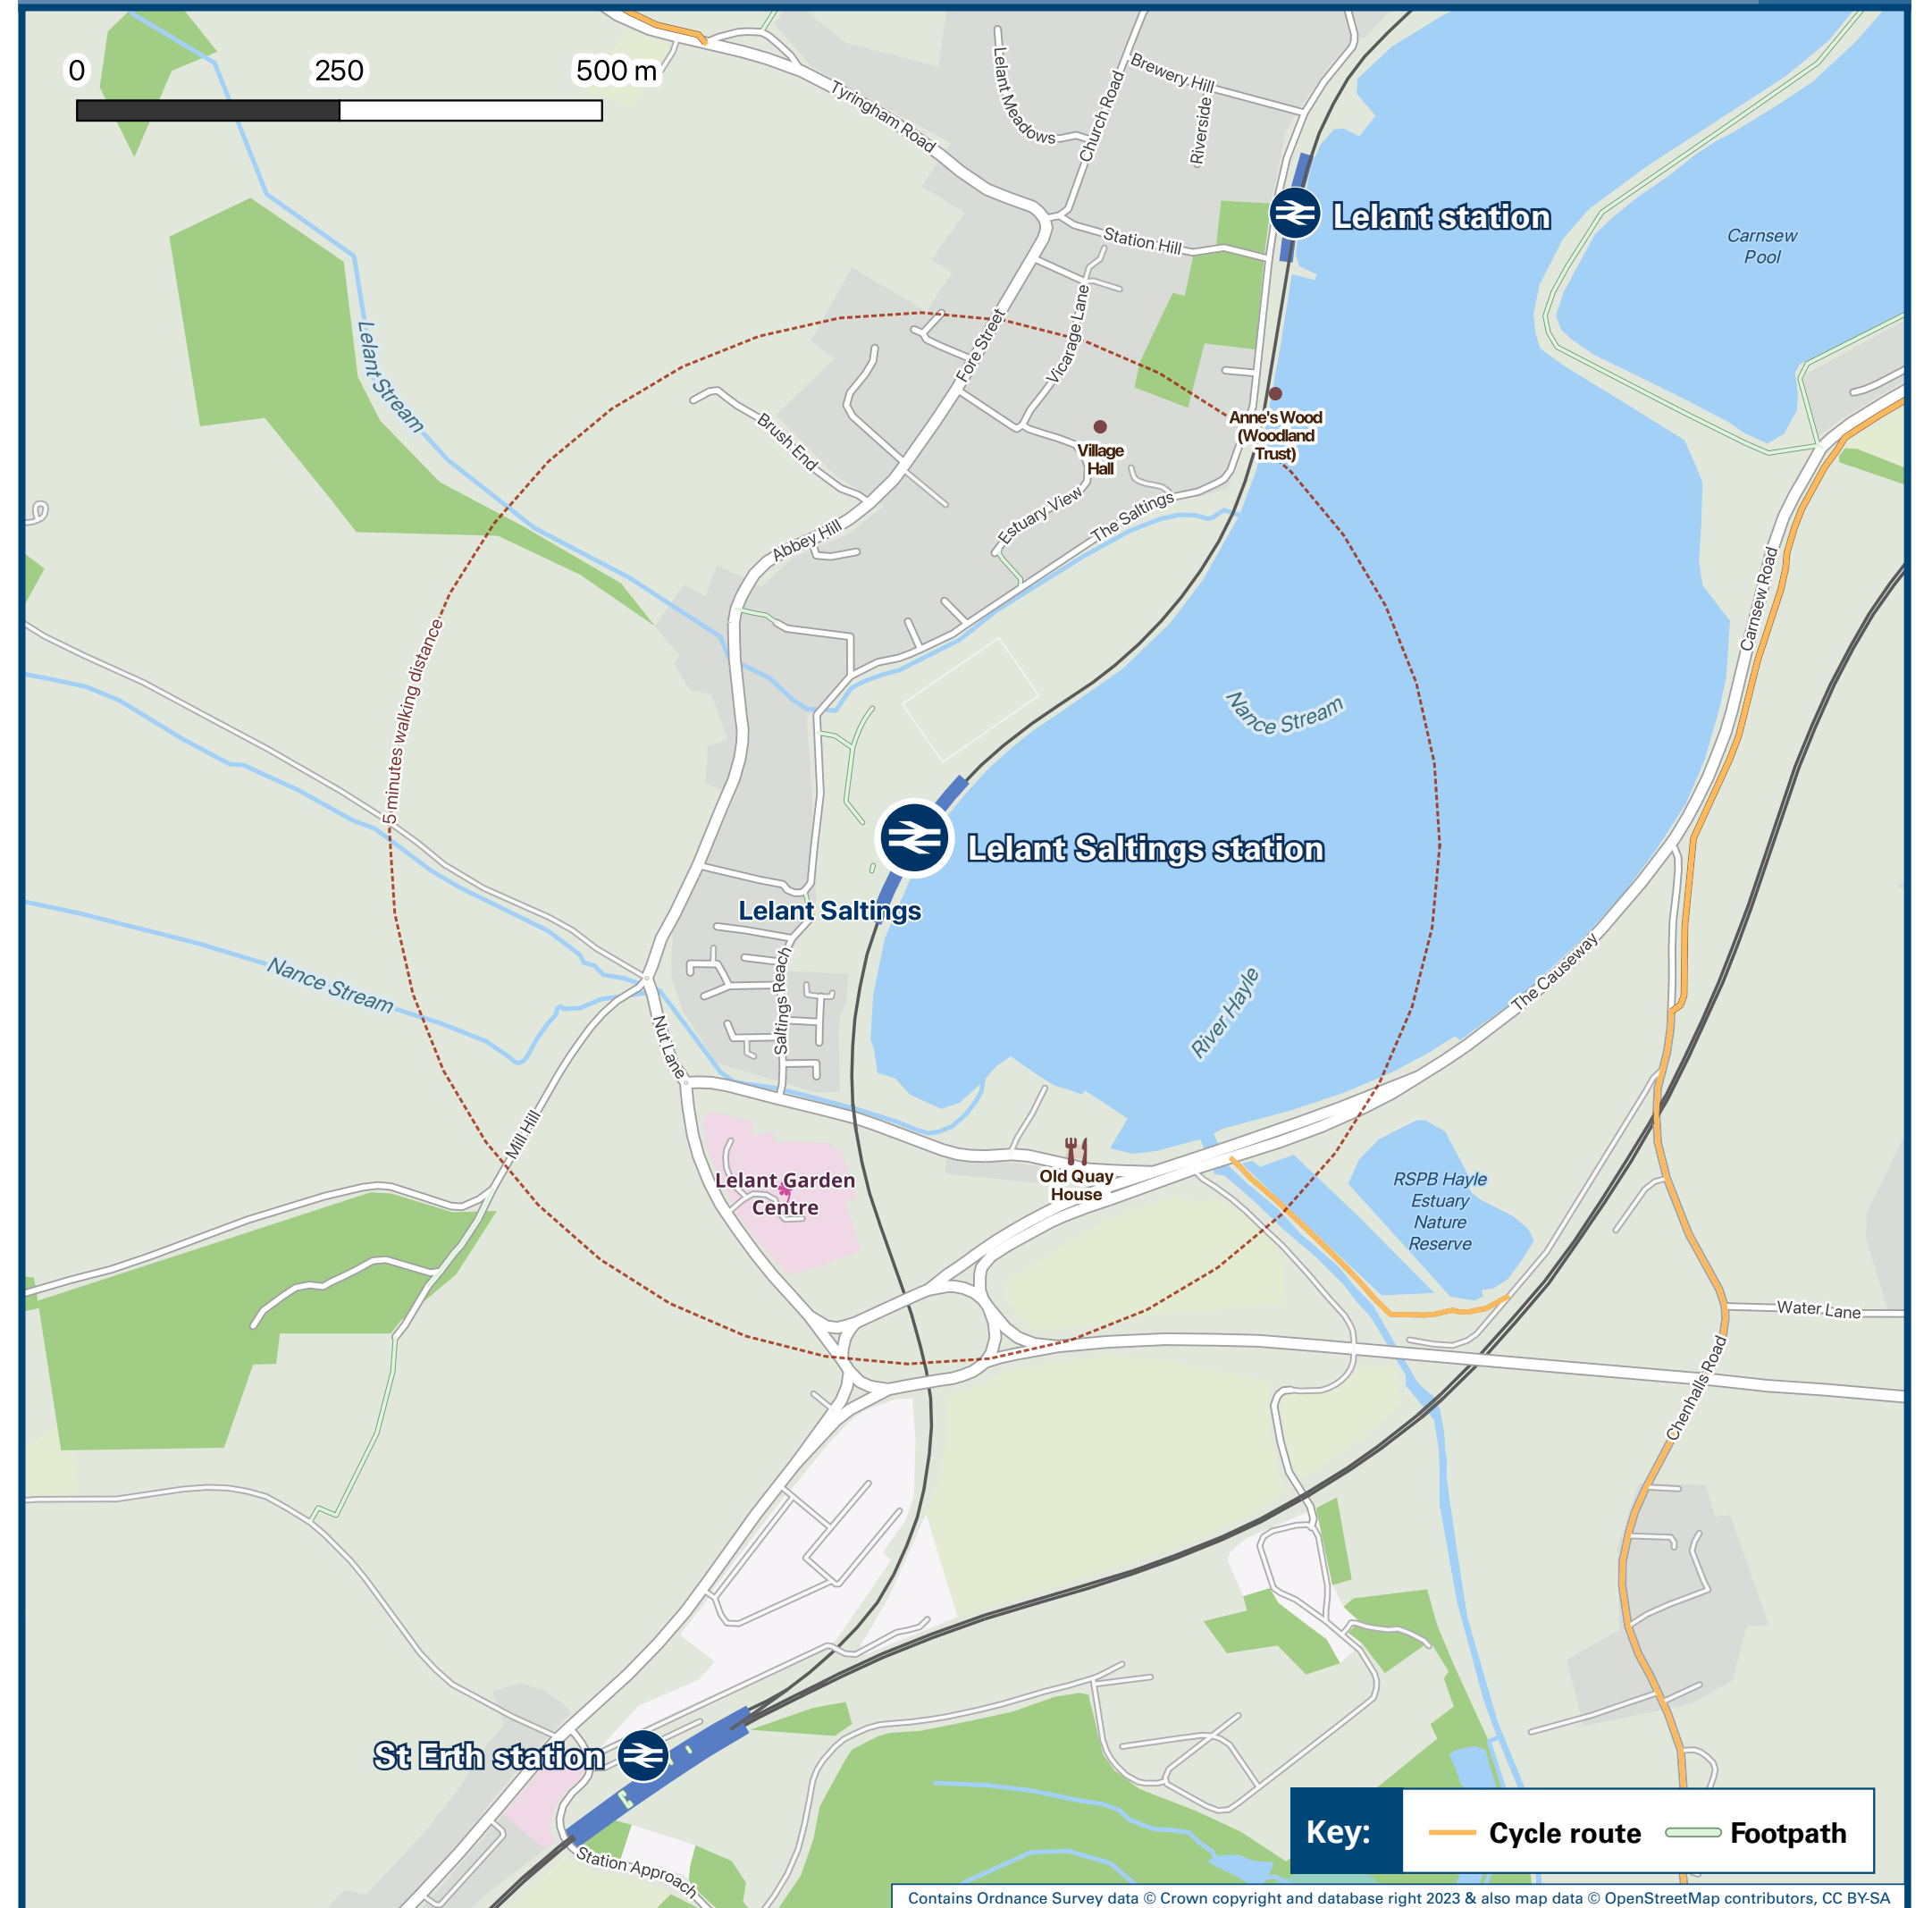 0 250 500 m
Tyringham Road
Lelant Meadows
Church Road
Brewery Hill
Riverside
Lelant station
Carnsew
Pool
Station Hill
Lelant Stream
Fore Street
Vicarage Lane
Anne's Wood
(Woodland
Trust)
Village
Hall
Brush End
Estuary View
The Saltings
Abbey Hill
Carnsew Road
5 minutes walking distance
Nance Stream
Lelant Saltings station
Lelant Saltings
Saltings Reach
Nance Stream
River Hayle
The Causeway
Nut Lane
Mill Hill
Lelant Garden
Centre
Old Quay
House
RSPB Hayle
Estuary
Nature
Reserve
Water Lane
Chenhalls Road
St Erth station
Station Approach
Key: Cycle route Footpath
Contains Ordnance Survey data © Crown copyright and database right 2023 & also map data © OpenStreetMap contributors, CC BY-SA